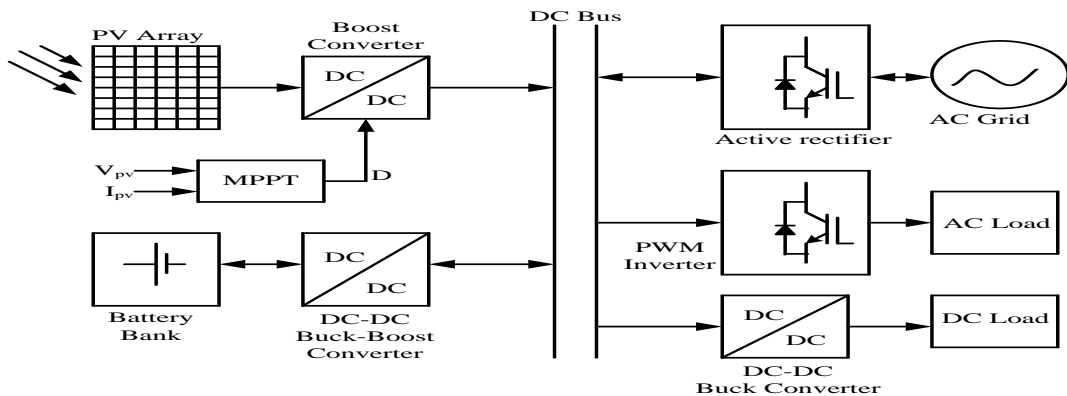 PV Array
Boost
Converter
DC Bus
DC
DC
Active rectifier
AC Grid
Vpv
Ipv
MPPT
D
DC
DC
Battery
Bank
DC-DC
Buck-Boost
Converter
PWM
Inverter
AC Load
DC
DC
DC Load
DC-DC
Buck Converter